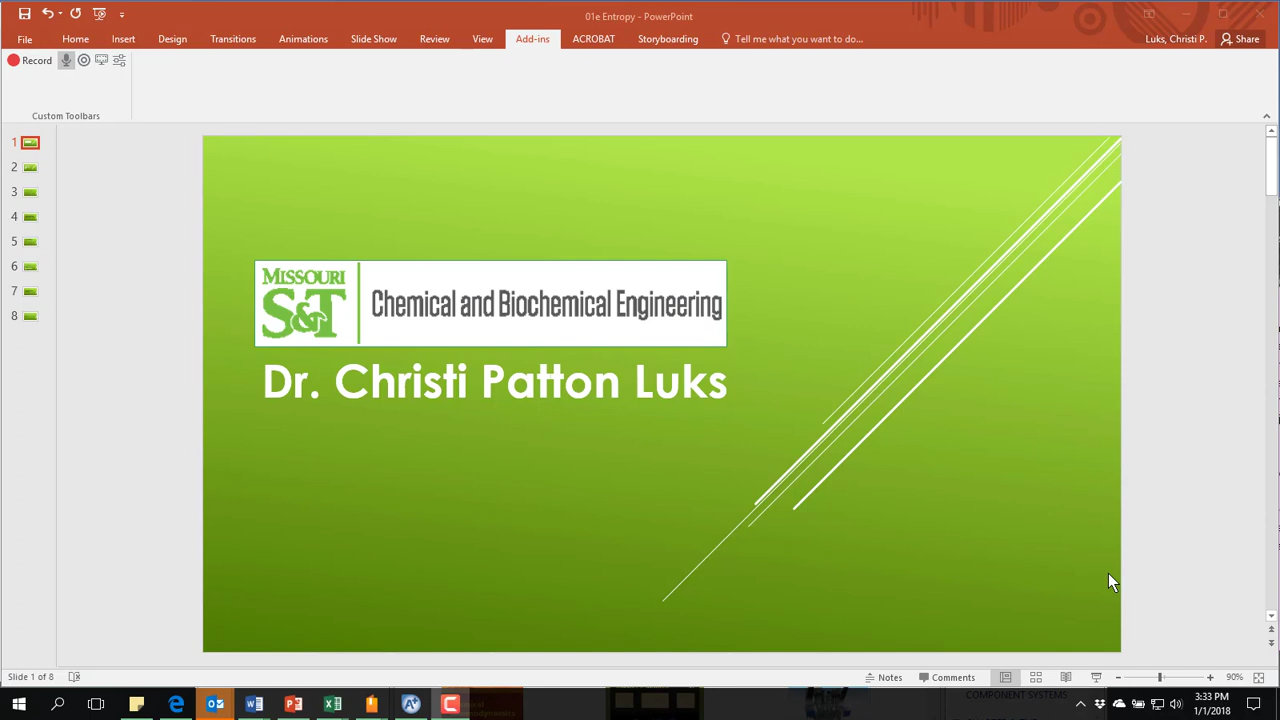 01e Entropy - PowerPoint
File Home Insert Design Transitions Animations Slide Show Review View Add-ins ACROBAT Storyboarding Tell me what you want to do... Luks, Christi P. Share
Record
Custom Toolbars
1
2
3
4
5
6
7
8
MISSOURI
S&T
Chemical and Biochemical Engineering
Dr. Christi Patton Luks
Slide 1 of 8 Notes Comments 90%
COMPONENT SYSTEMS
3:33 PM
1/1/2018